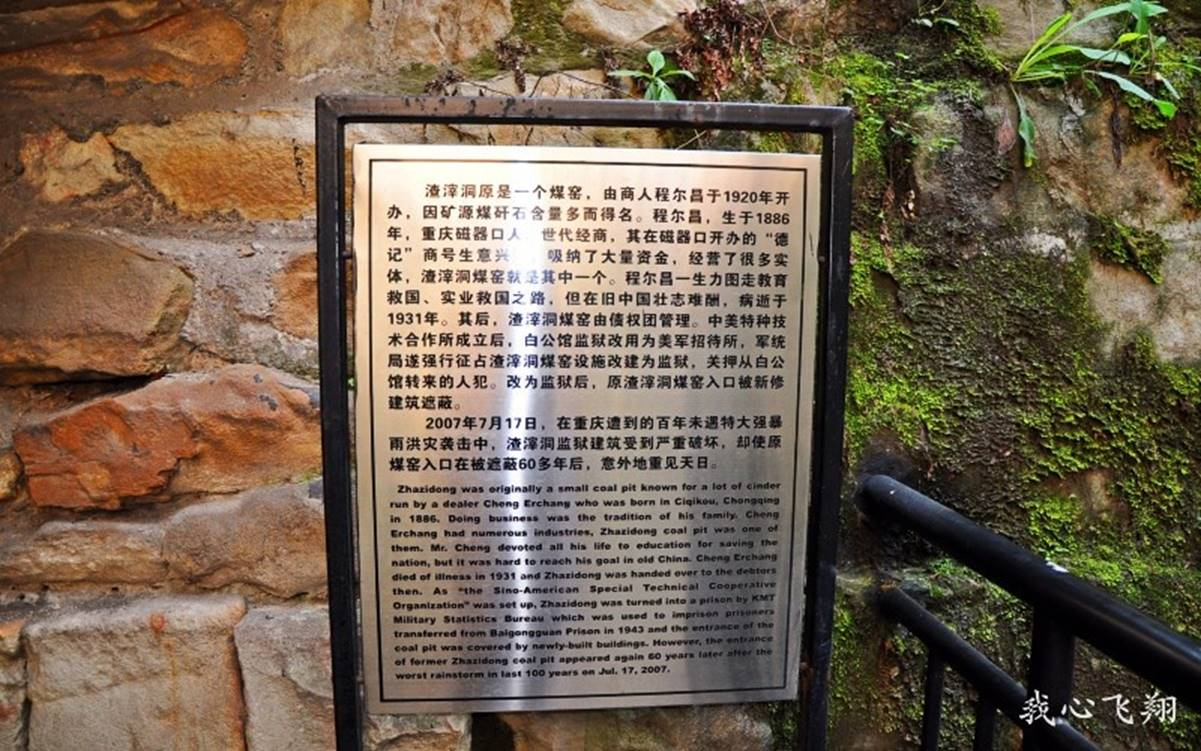 渣滓洞原是一个煤窑，由商人程尔昌于1920年开
办，因矿源煤矸石含量多而得名。程尔昌，生于1886
年，重庆磁器口人 世代经商，其在磁器口开办的“德
记”商号生意兴 吸纳了大量资金，经营了很多实
体，渣滓洞煤窑就是其中一个。程尔昌一生力图走教育
救国、实业救国之路，但在旧中国壮志难酬，病逝于
1931年。其后，渣滓洞煤窑由债权团管理。中美特种技
术合作所成立后，白公馆监狱改用为美军招待所，军统
局遂强行征占渣滓洞煤窑设施改建为监狱，关押从白公
馆转来的人犯。改为监狱后，原渣滓洞煤窑入口被新修
建筑遮蔽。
2007年7月17日，在重庆遭到的百年未遇特大强暴
雨洪灾袭击中，渣滓洞监狱建筑受到严重破坏，却使原
煤窑入口在被遮蔽60多年后，意外地重见天日。
Zhazidong was originally a small coal pit known for a lot of cinder
run by a dealer Cheng Erchang who was born in Ciqikou, Chongqing
in 1886. Doing business was the tradition of his family. Cheng
Erchang had numerous industries, Zhazidong coal pit was one of
them. Mr. Cheng devoted all his life to education for saving the
nation, but it was hard to reach his goal in old China. Cheng Erchang
died of illness in 1931 and Zhazidong was handed over to the debtors
then. As “the Sino-American Special Technical Cooperative
Organization” was set up, Zhazidong was turned into a prison by KMT
Military Statistics Bureau which was used to imprison prisoners
transferred from Baigongguan Prison in 1943 and the entrance of the
coal pit was covered by newly-built buildings. However, the entrance
of former Zhazidong coal pit appeared again 60 years later after the
worst rainstorm in last 100 years on Jul. 17, 2007.
我心飞翔